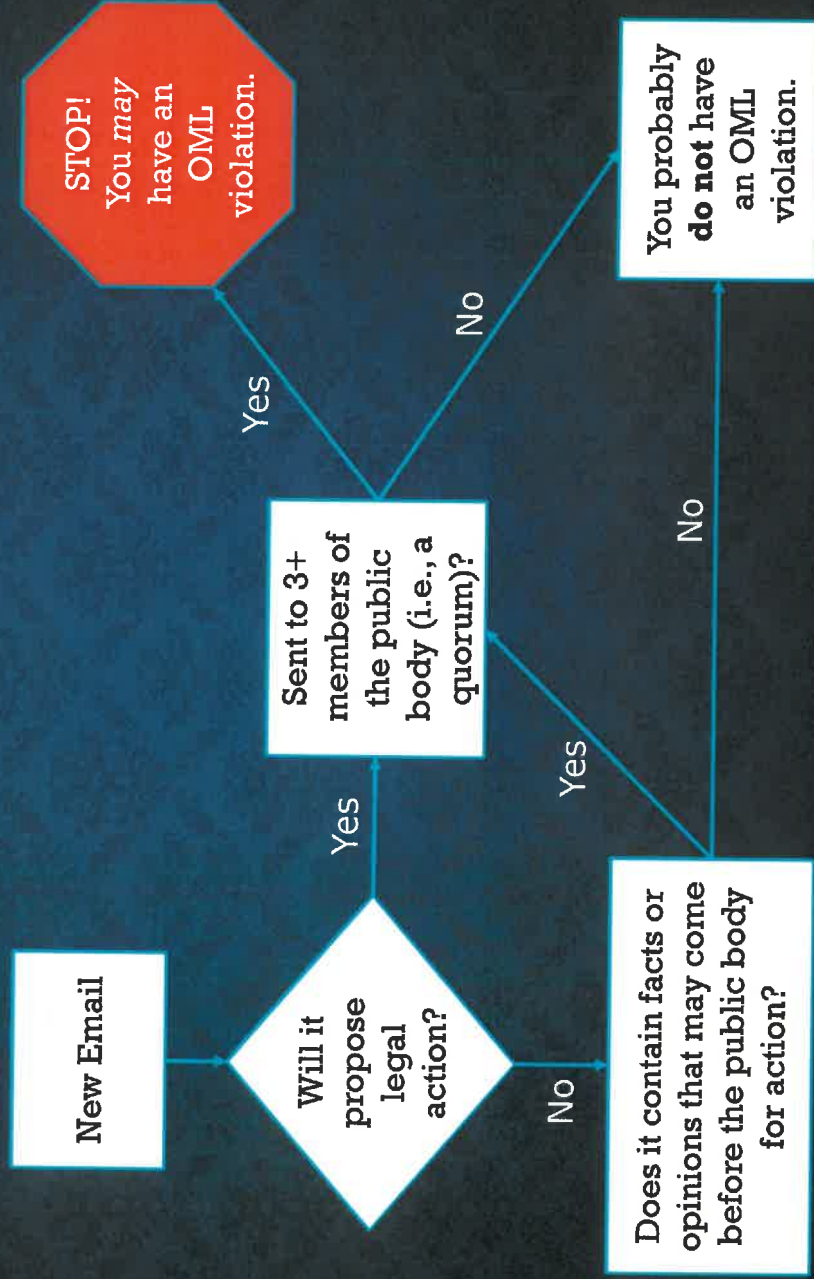 New Email
Will it
propose
legal
action?
Yes
No
Does it contain facts or
opinions that may come
before the public body
for action?
Yes
No
Sent to 3+
members of
the public
body (i.e., a
quorum)?
Yes
No
STOP!
You may
have an
OML
violation.
You probably
do not have
an OML
violation.